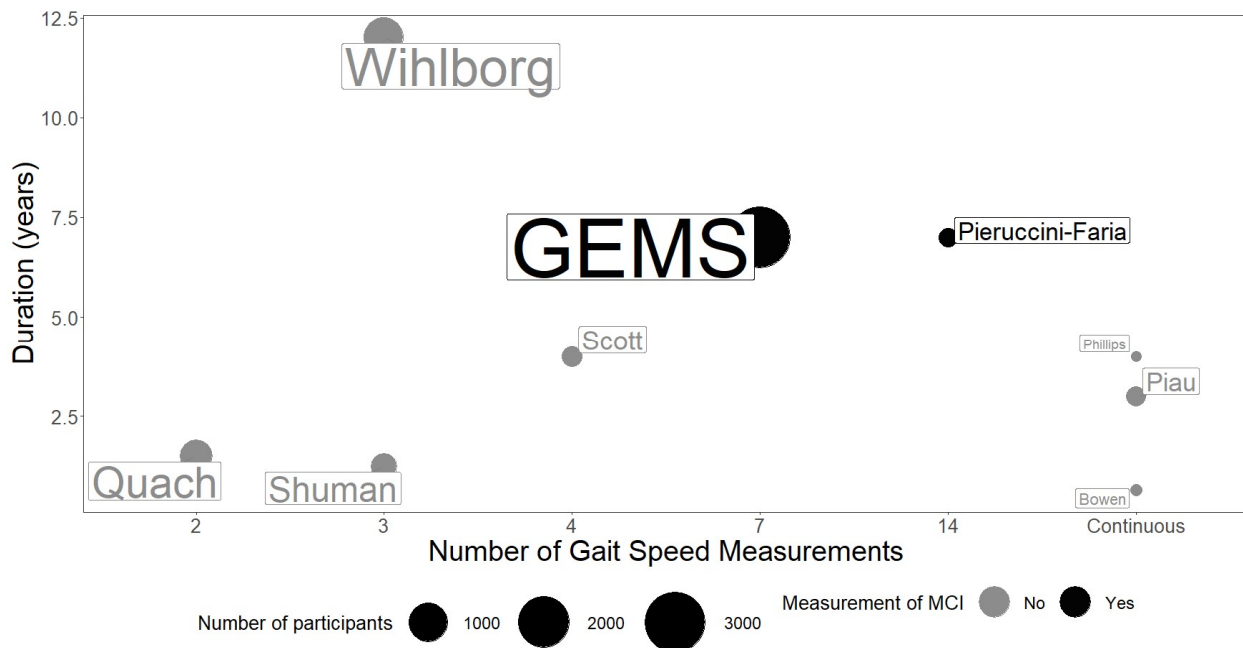 12.5
Wihlborg
10.0
Duration (years)
7.5
GEMS
Pieruccini-Faria
5.0
Scott
Phillips
Piau
2.5
Quach
Shuman
Bowen
2 3 4 7 14 Continuous
Number of Gait Speed Measurements
Number of participants 1000 2000 3000 Measurement of MCI No Yes